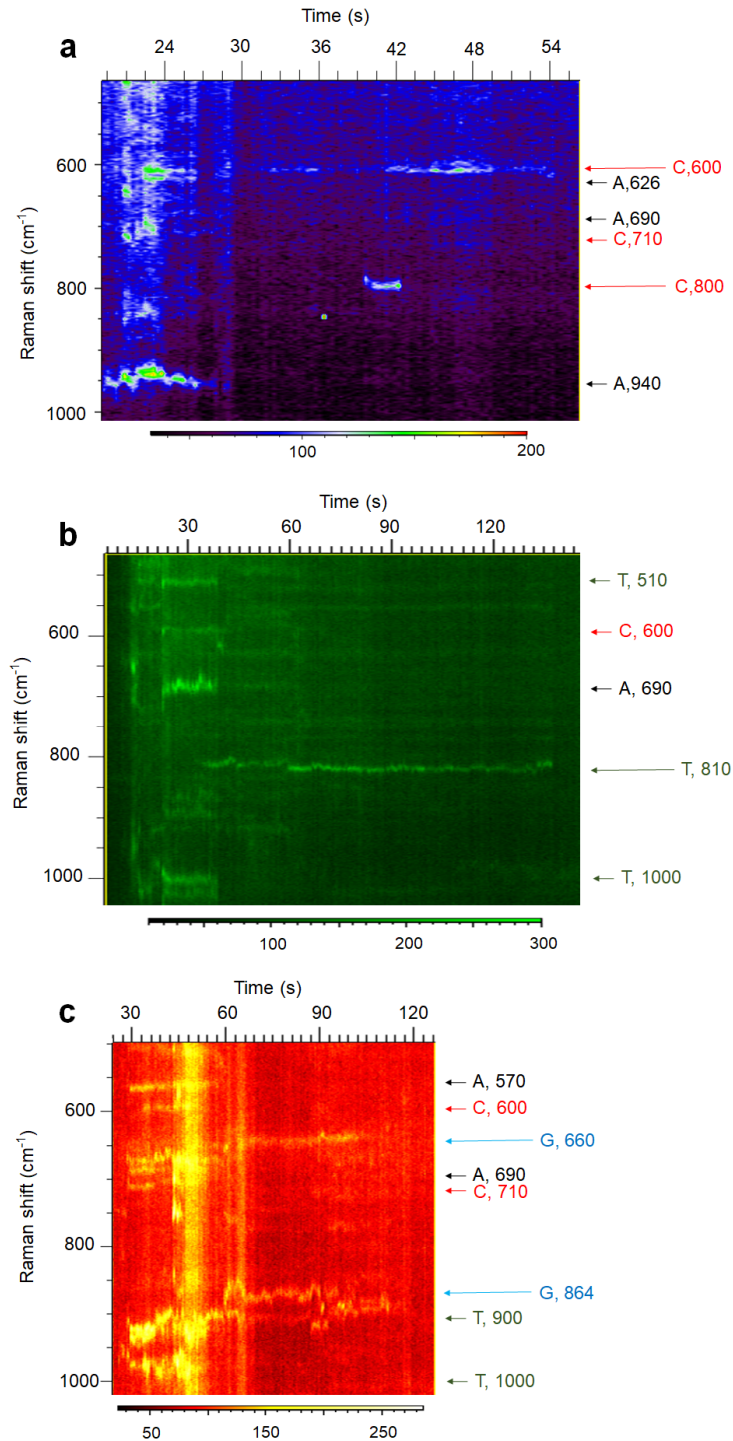 Time (s)
a
24 30 36 42 48 54
Raman shift (cm⁻¹)
600
800
1000
C,600
A,626
A,690
C,710
C,800
A,940
100 200
Time (s)
b
30 60 90 120
Raman shift (cm⁻¹)
600
800
1000
T, 510
C, 600
A, 690
T, 810
T, 1000
100 200 300
Time (s)
c
30 60 90 120
Raman shift (cm⁻¹)
600
800
1000
A, 570
C, 600
G, 660
A, 690
C, 710
G, 864
T, 900
T, 1000
50 150 250